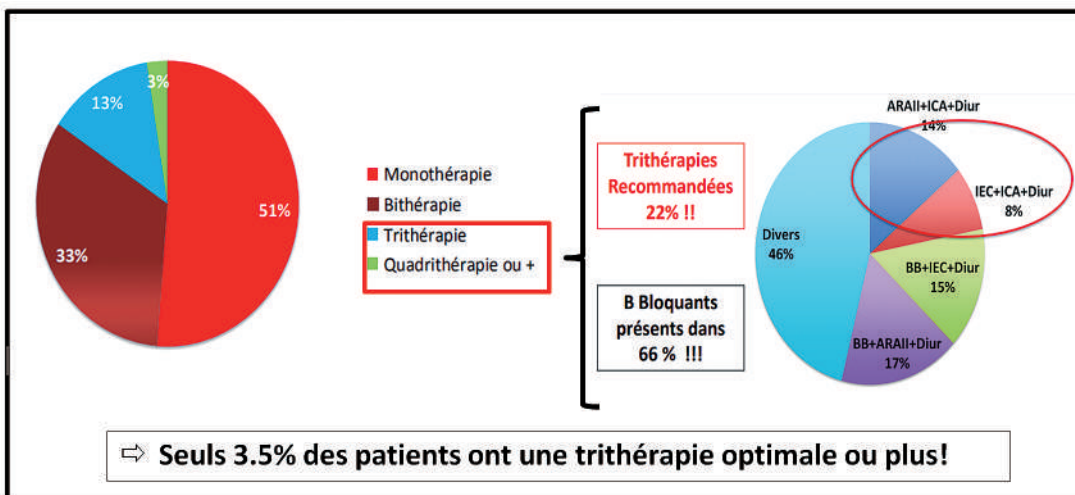 3%
13%
51%
33%
Monothérapie
Bithérapie
Trithérapie
Quadrithérapie ou +
Trithérapies
Recommandées
22% !!
B Bloquants
présents dans
66 % !!!
ARAII+ICA+Diur
14%
IEC+ICA+Diur
8%
BB+IEC+Diur
15%
BB+ARAII+Diur
17%
Divers
46%
⇨ Seuls 3.5% des patients ont une trithérapie optimale ou plus!